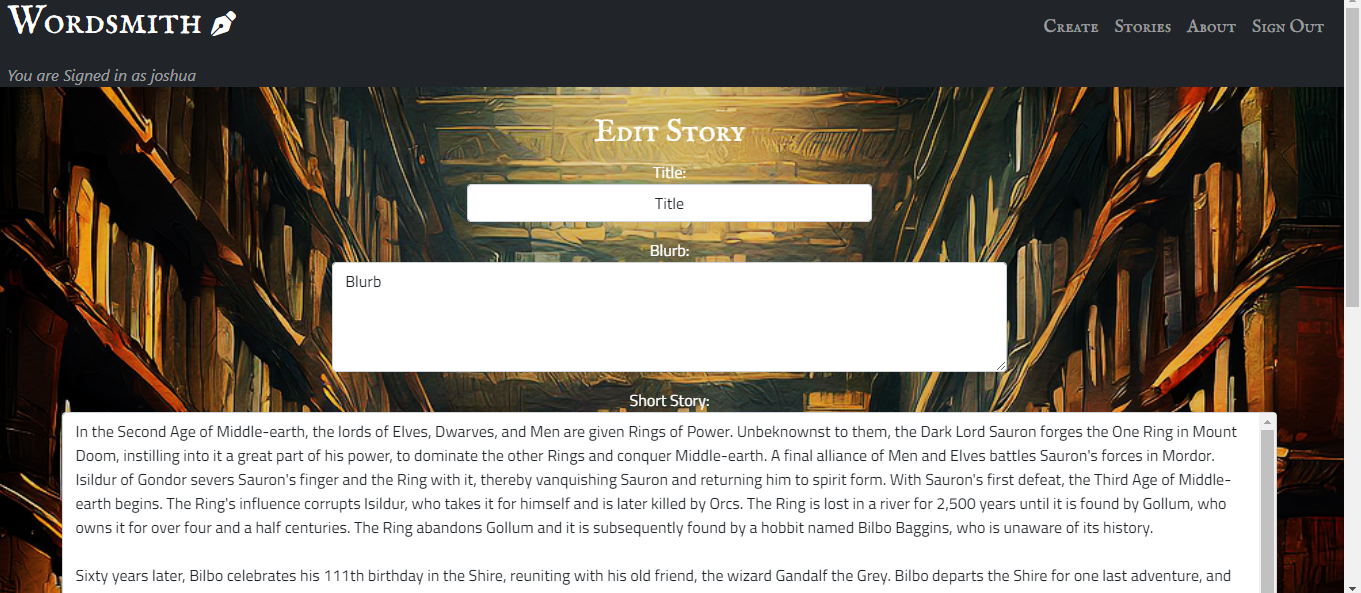 Wordsmith
Create Stories About Sign Out
You are Signed in as joshua
Edit Story
Title:
Title
Blurb:
Blurb
Short Story:
In the Second Age of Middle-earth, the lords of Elves, Dwarves, and Men are given Rings of Power. Unbeknownst to them, the Dark Lord Sauron forges the One Ring in Mount
Doom, instilling into it a great part of his power, to dominate the other Rings and conquer Middle-earth. A final alliance of Men and Elves battles Sauron's forces in Mordor.
Isildur of Gondor severs Sauron's finger and the Ring with it, thereby vanquishing Sauron and returning him to spirit form. With Sauron's first defeat, the Third Age of Middle-
earth begins. The Ring's influence corrupts Isildur, who takes it for himself and is later killed by Orcs. The Ring is lost in a river for 2,500 years until it is found by Gollum, who
owns it for over four and a half centuries. The Ring abandons Gollum and it is subsequently found by a hobbit named Bilbo Baggins, who is unaware of its history.
Sixty years later, Bilbo celebrates his 111th birthday in the Shire, reuniting with his old friend, the wizard Gandalf the Grey. Bilbo departs the Shire for one last adventure, and